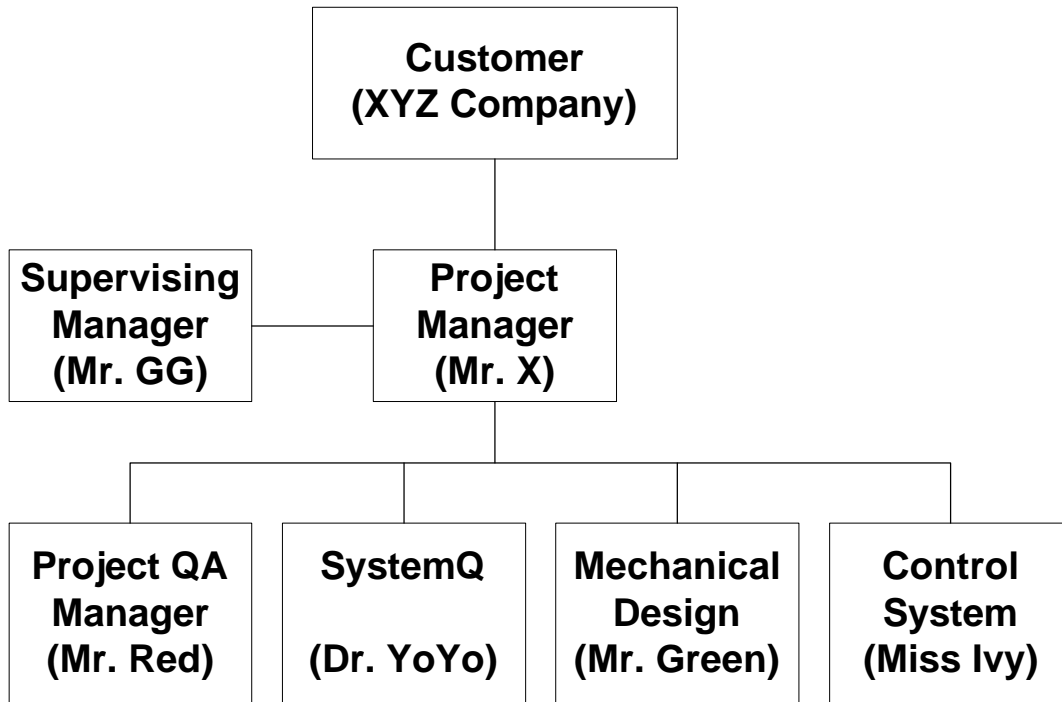 Customer
(XYZ Company)
Supervising
Manager
(Mr. GG)
Project
Manager
(Mr. X)
Project QA
Manager
(Mr. Red)
SystemQ
(Dr. YoYo)
Mechanical
Design
(Mr. Green)
Control
System
(Miss Ivy)